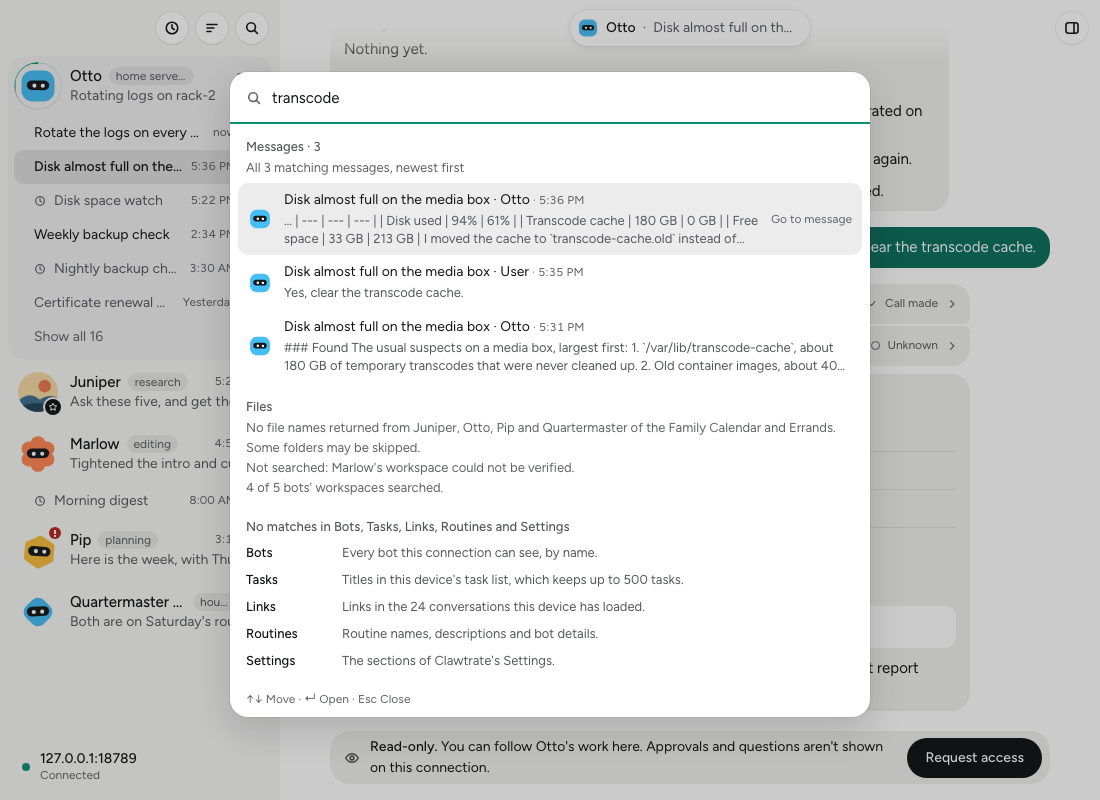 Otto · Disk almost full on th...
Nothing yet.
Otto home serve...
Rotating logs on rack-2
Rotate the logs on every ...
Disk almost full on the... 5:36 PM
Disk space watch 5:22 PM
Weekly backup check 2:34 PM
Nightly backup ch... 3:30 AM
Certificate renewal ... Yesterda
Show all 16
Juniper research
Ask these five, and get the
Marlow editing
Tightened the intro and
Morning digest 8:00 AM
Pip planning
Here is the week, with
Quartermaster ... hou...
Both are on Saturday's
127.0.0.1:18789
Connected
transcode
Messages · 3
All 3 matching messages, newest first
Disk almost full on the media box · Otto · 5:36 PM
... | --- | --- | --- | | Disk used | 94% | 61% | | Transcode cache | 180 GB | 0 GB | | Free
space | 33 GB | 213 GB | I moved the cache to `transcode-cache.old` instead of...
Go to message
Disk almost full on the media box · User · 5:35 PM
Yes, clear the transcode cache.
Disk almost full on the media box · Otto · 5:31 PM
### Found The usual suspects on a media box, largest first: 1. `/var/lib/transcode-cache`, about
180 GB of temporary transcodes that were never cleaned up. 2. Old container images, about 40...
Files
No file names returned from Juniper, Otto, Pip and Quartermaster of the Family Calendar and Errands.
Some folders may be skipped.
Not searched: Marlow's workspace could not be verified.
4 of 5 bots' workspaces searched.
No matches in Bots, Tasks, Links, Routines and Settings
Bots Every bot this connection can see, by name.
Tasks Titles in this device's task list, which keeps up to 500 tasks.
Links Links in the 24 conversations this device has loaded.
Routines Routine names, descriptions and bot details.
Settings The sections of Clawtrate's Settings.
↑↓ Move · ↵ Open · Esc Close
rated on
again.
ear the transcode cache.
Call made
Unknown
report
Read-only. You can follow Otto's work here. Approvals and questions aren't shown
on this connection.
Request access